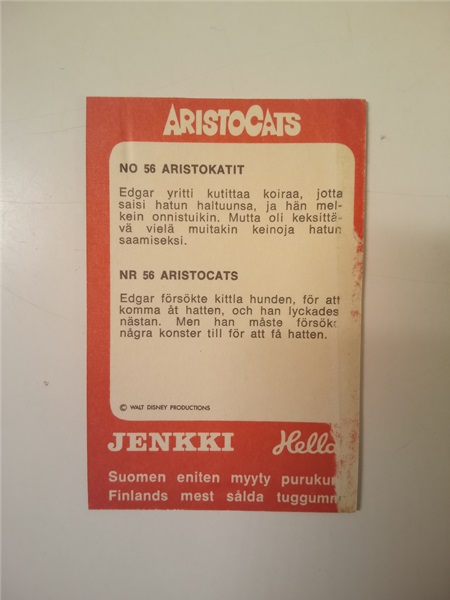 ARISTOCATS
NO 56 ARISTOKATIT
Edgar yritti kutittaa koiraa, jotta
saisi hatun haltuunsa, ja hän mel-
kein onnistuikin. Mutta oli keksittä-
vä vielä muitakin keinoja hatun
saamiseksi.
NR 56 ARISTOCATS
Edgar försökte kittla hunden, för att
komma åt hatten, och han lyckades
nästan. Men han måste försöka
några konster till för att få hatten.
© WALT DISNEY PRODUCTIONS
JENKKI Hello
Suomen eniten myyty puruku
Finlands mest sålda tuggumm